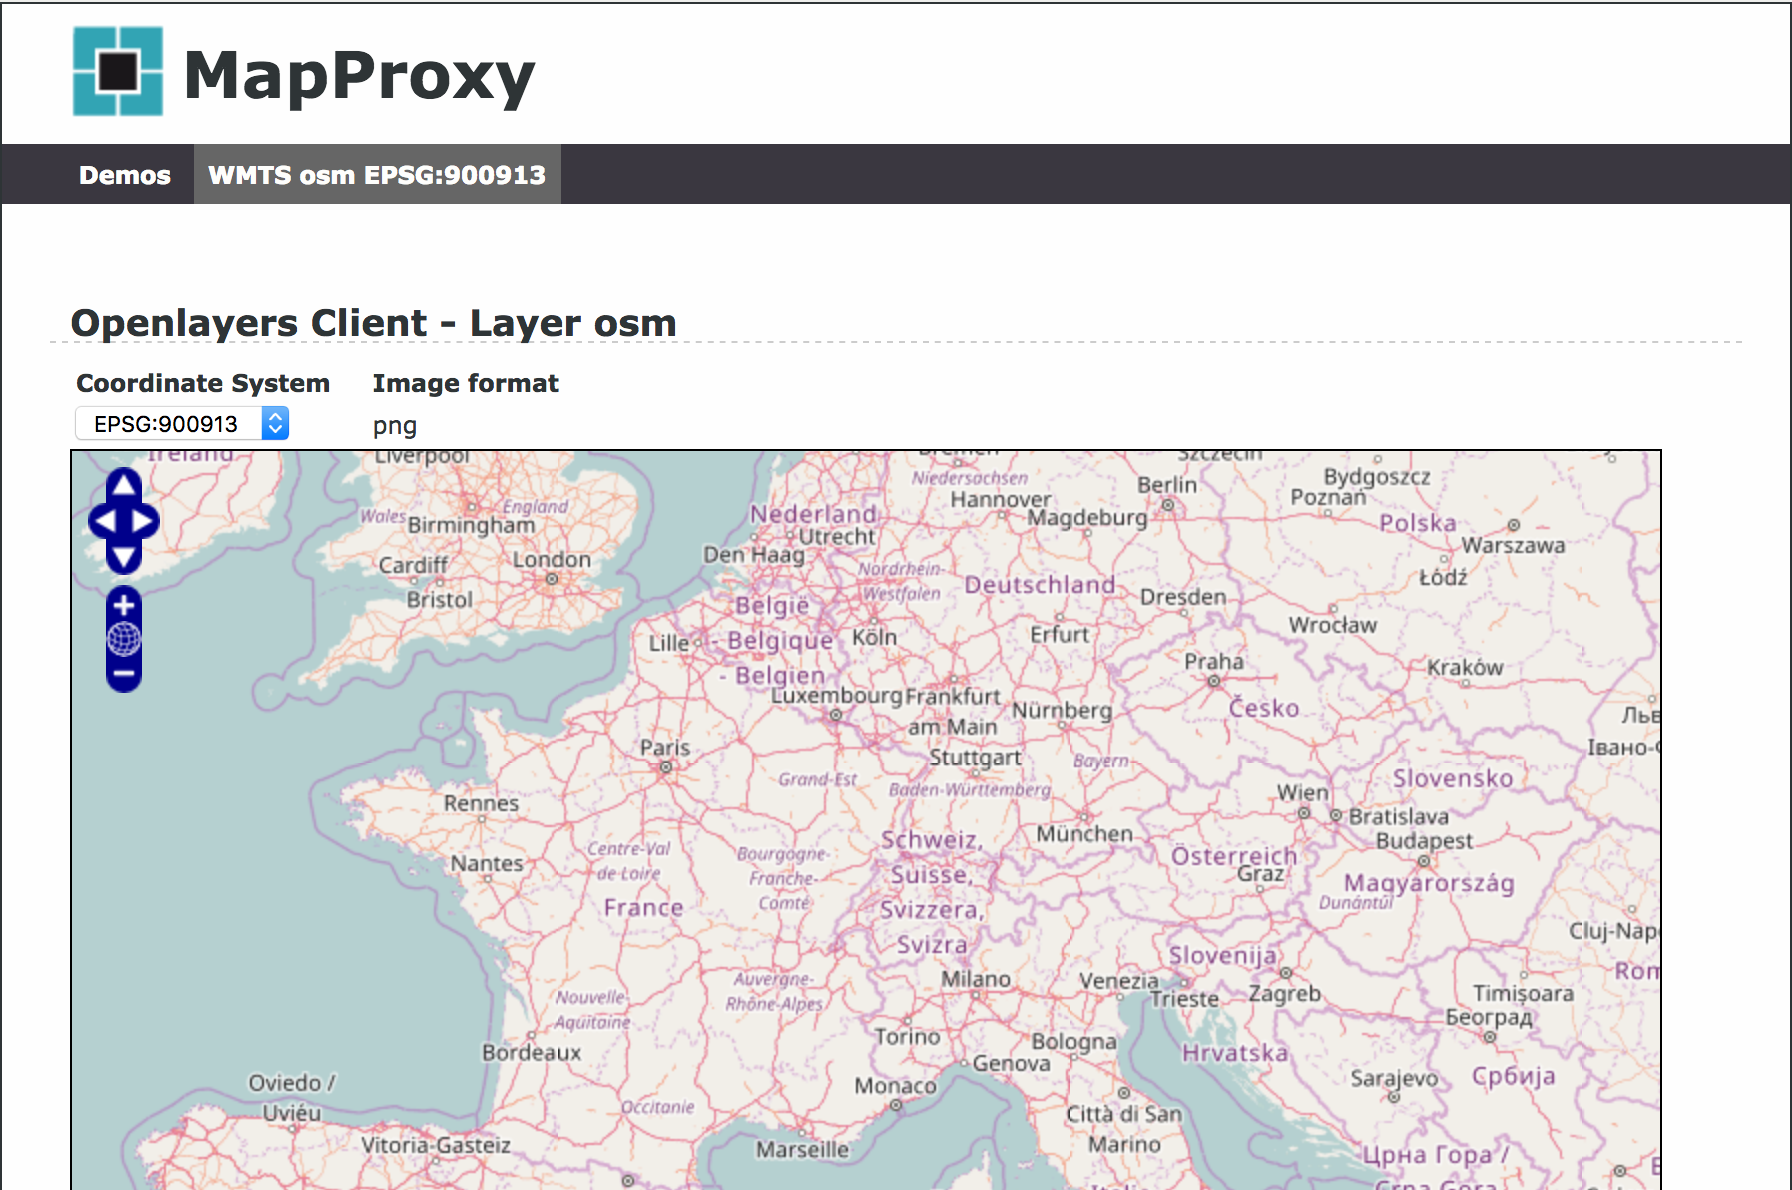 MapProxy
Demos
WMTS osm EPSG:900913
Openlayers Client - Layer osm
Coordinate System
Image format
EPSG:900913
png
Ireland
Liverpool
Bremen
Szczecin
Bydgoszcz
Niedersachsen
Hannover
Berlin
Poznań
Wales
England
Birmingham
Nederland
Magdeburg
Polska
Utrecht
Warszawa
Den Haag
Cardiff
London
Nordrhein-
Westfalen
Deutschland
Łódź
Bristol
België
- Belgique
- Belgien
Dresden
Lille
Köln
Erfurt
Wrocław
Praha
Kraków
Luxembourg
Frankfurt
am Main
Nürnberg
Česko
Льв
Івано-
Paris
Stuttgart
Bayern
Grand-Est
Baden-Württemberg
Slovensko
Rennes
Wien
Bratislava
München
Budapest
Schweiz,
Suisse,
Svizzera,
Svizra
Centre-Val
de Loire
Bourgogne-
Franche-
Comté
Nantes
Österreich
Graz
Magyarország
Dunántúl
France
Cluj-Nap
Slovenija
Rom
Milano
Venezia
Trieste
Zagreb
Timișoara
Auvergne-
Rhône-Alpes
Nouvelle-
Aquitaine
Београд
Torino
Bologna
Bordeaux
Genova
Hrvatska
Oviedo /
Uviéu
Monaco
Sarajevo
Србија
Occitanie
Città di San
Marino
Vitoria-Gasteiz
Marseille
Црна Гора /
Crna Gora
Italia